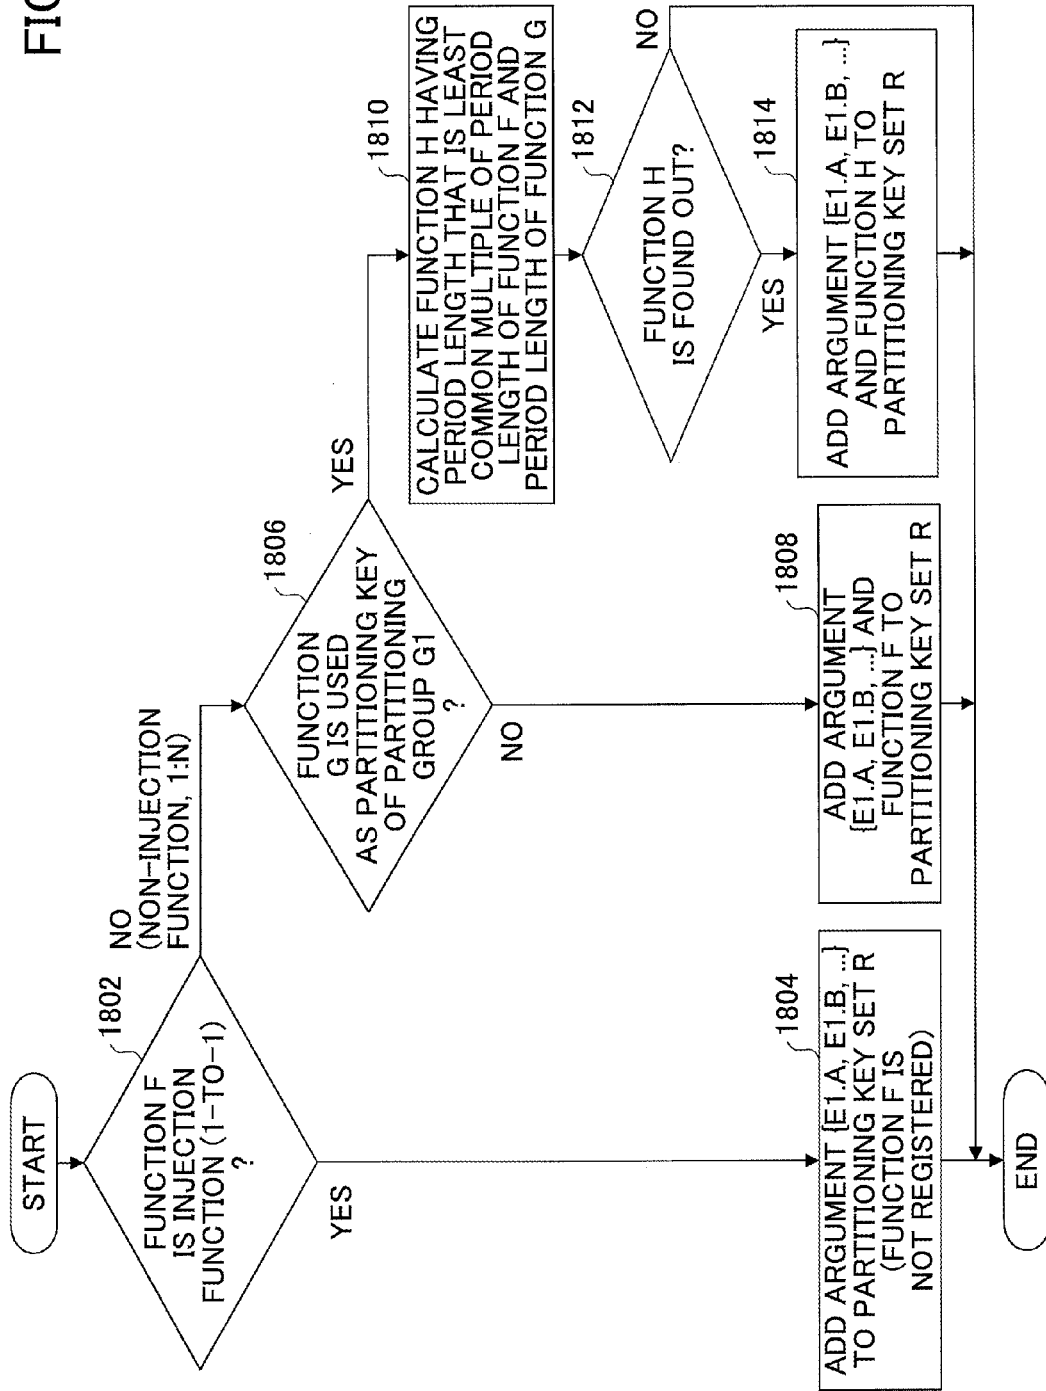 FIG
START
1802
FUNCTION F
IS INJECTION
FUNCTION (1-TO-1)
?
NO
(NON-INJECTION
FUNCTION, 1:N)
YES
1806
FUNCTION
G IS USED
AS PARTITIONING KEY
OF PARTITIONING
GROUP G1
?
YES
NO
1810
CALCULATE FUNCTION H HAVING
PERIOD LENGTH THAT IS LEAST
COMMON MULTIPLE OF PERIOD
LENGTH OF FUNCTION F AND
PERIOD LENGTH OF FUNCTION G
1812
FUNCTION H
IS FOUND OUT?
NO
YES
1804
ADD ARGUMENT {E1.A, E1.B, ...}
TO PARTITIONING KEY SET R
(FUNCTION F IS
NOT REGISTERED)
1808
ADD ARGUMENT
{E1.A, E1.B, ...} AND
FUNCTION F TO
PARTITIONING KEY SET R
1814
ADD ARGUMENT {E1.A, E1.B, ...}
AND FUNCTION H TO
PARTITIONING KEY SET R
END